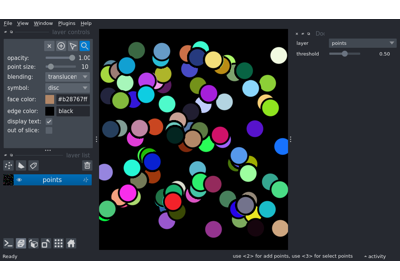 File View Window Plugins Help
layer controls
opacity: 1.00
point size: 10
blending: translucen
symbol: disc
face color: #b28767ff
edge color: black
display text:
out of slice:
layer list
points
Do
layer points
threshold 0.50
Ready use <2> for add points, use <3> for select points activity